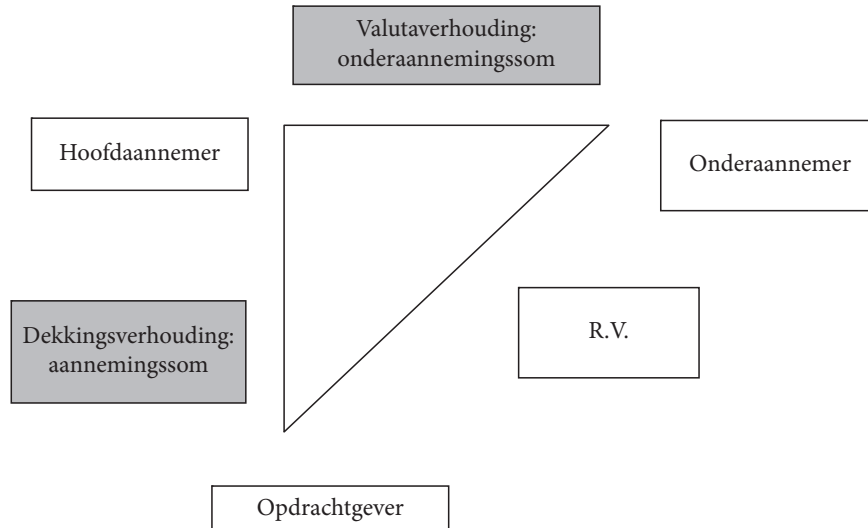 Valutaverhouding:
onderaannemingssom
Hoofdaannemer
Onderaannemer
Dekkingsverhouding:
aannemingssom
R.V.
Opdrachtgever